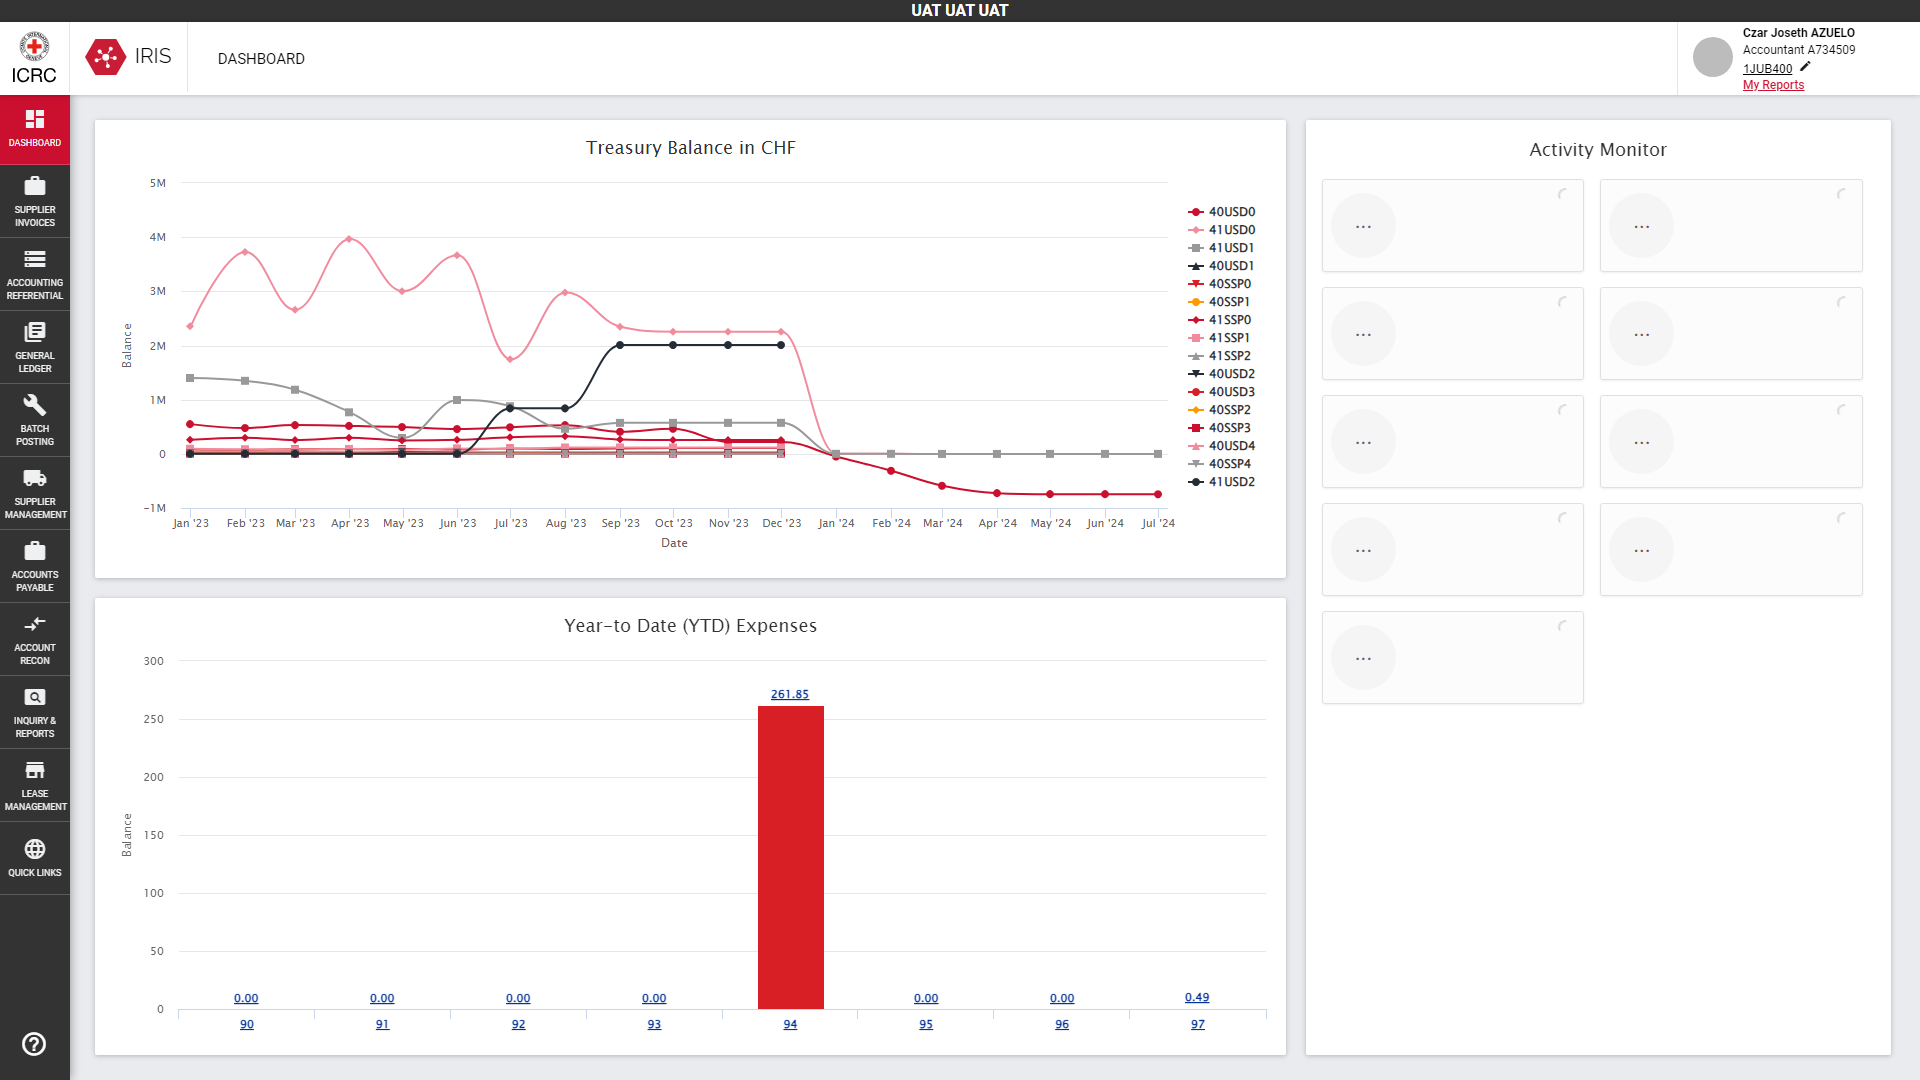 UAT UAT UAT
ICRC
IRIS
DASHBOARD
Czar Joseth AZUELO
Accountant A734509
1JUB400
My Reports
DASHBOARD
SUPPLIER
INVOICES
ACCOUNTING
REFERENTIAL
GENERAL
LEDGER
BATCH
POSTING
SUPPLIER
MANAGEMENT
ACCOUNTS
PAYABLE
ACCOUNT
RECON
INQUIRY &
REPORTS
LEASE
MANAGEMENT
QUICK LINKS
Treasury Balance in CHF
5M
4M
3M
2M
1M
0
-1M
Balance
Jan '23 Feb '23 Mar '23 Apr '23 May '23 Jun '23 Jul '23 Aug '23 Sep '23 Oct '23 Nov '23 Dec '23 Jan '24 Feb '24 Mar '24 Apr '24 May '24 Jun '24 Jul '24
Date
40USD0
41USD0
41USD1
40USD1
40SSP0
40SSP1
41SSP0
41SSP1
41SSP2
40USD2
40USD3
40SSP2
40SSP3
40USD4
40SSP4
41USD2
Year-to Date (YTD) Expenses
300
250
200
150
100
50
0
Balance
0.00 0.00 0.00 0.00 261.85 0.00 0.00 0.49
90 91 92 93 94 95 96 97
Activity Monitor
... ...
... ...
... ...
... ...
...